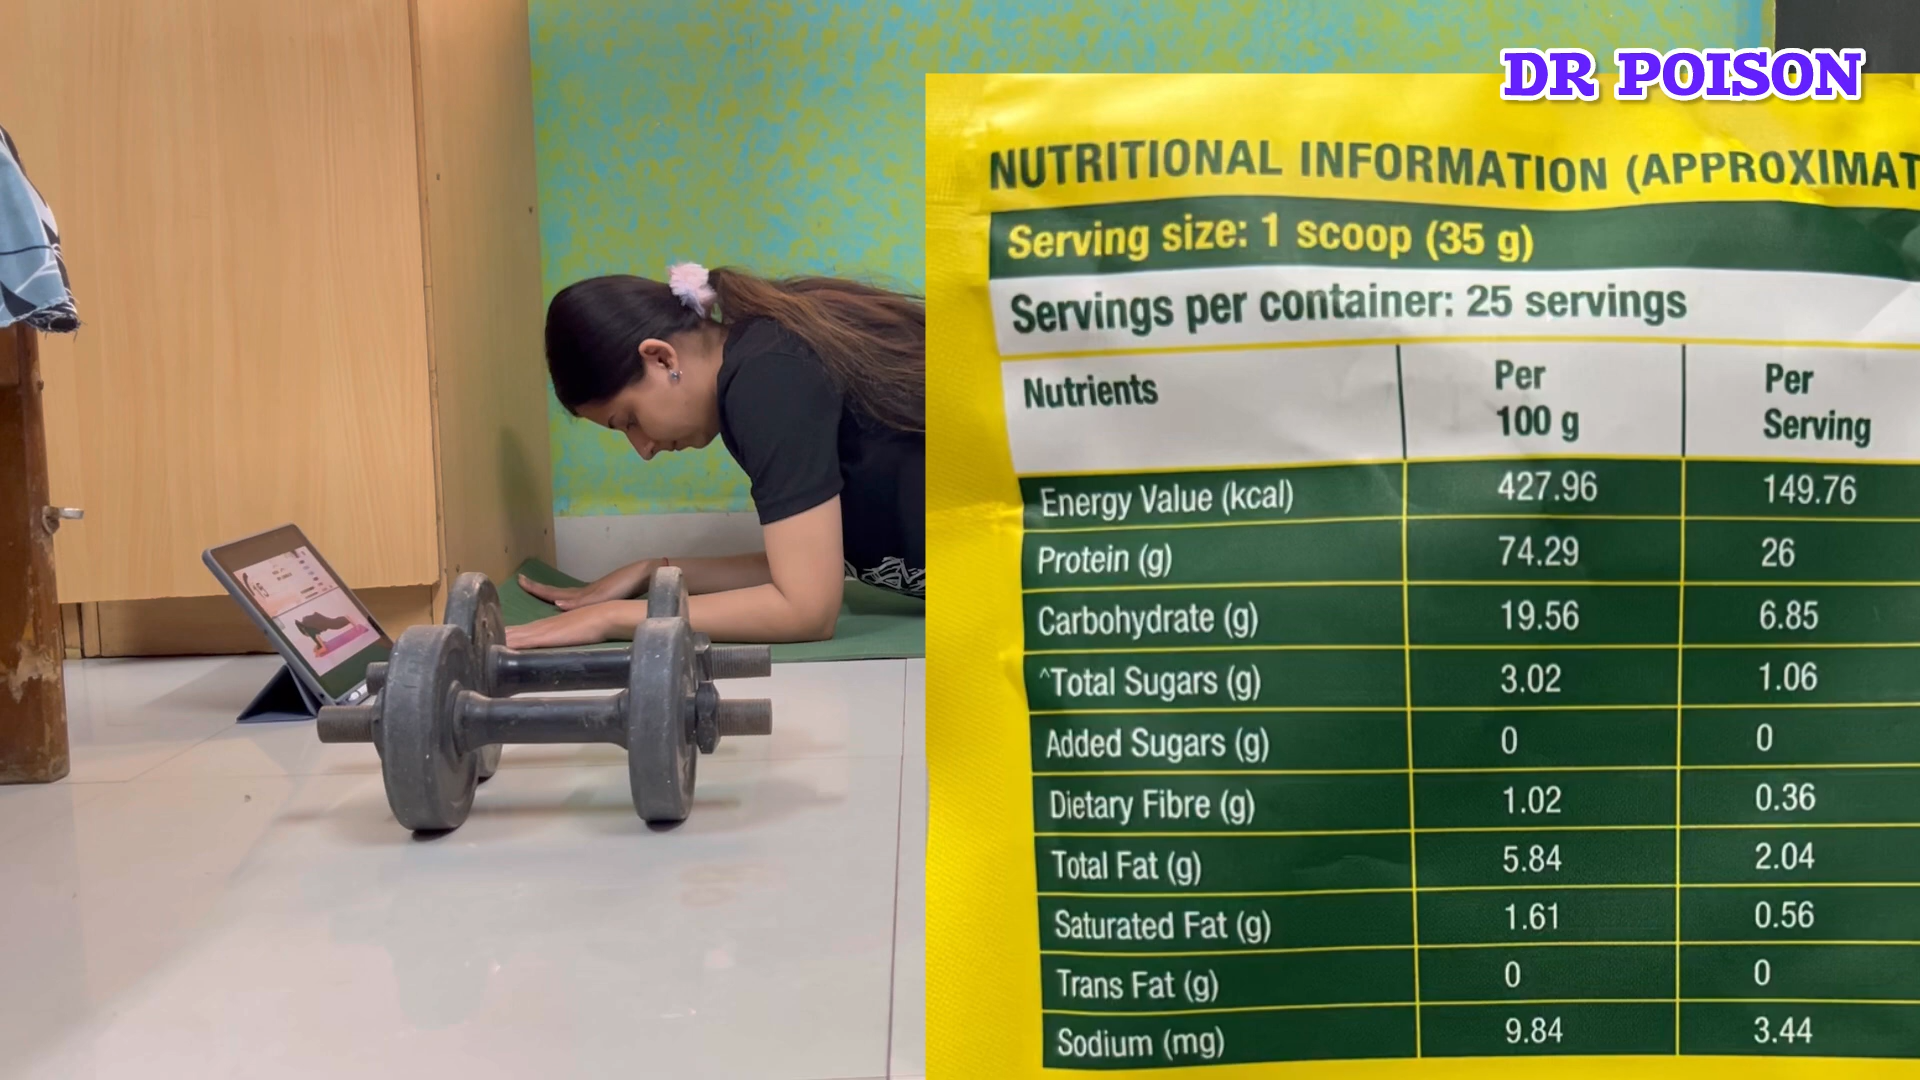 DR POISON
NUTRITIONAL INFORMATION (APPROXIMAT
Serving size: 1 scoop (35 g)
Servings per container: 25 servings
Nutrients Per 100 g Per Serving
Energy Value (kcal) 427.96 149.76
Protein (g) 74.29 26
Carbohydrate (g) 19.56 6.85
^Total Sugars (g) 3.02 1.06
Added Sugars (g) 0 0
Dietary Fibre (g) 1.02 0.36
Total Fat (g) 5.84 2.04
Saturated Fat (g) 1.61 0.56
Trans Fat (g) 0 0
Sodium (mg) 9.84 3.44